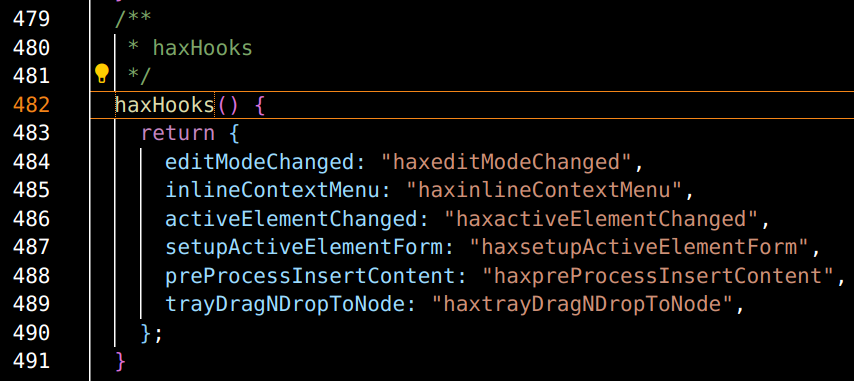 479 /**
480 * haxHooks
481 */
482 haxHooks() {
483 return {
484 editModeChanged: "haxeditModeChanged",
485 inlineContextMenu: "haxinlineContextMenu",
486 activeElementChanged: "haxactiveElementChanged",
487 setupActiveElementForm: "haxsetupActiveElementForm",
488 preProcessInsertContent: "haxpreProcessInsertContent",
489 trayDragNDropToNode: "haxtrayDragNDropToNode",
490 };
491 }